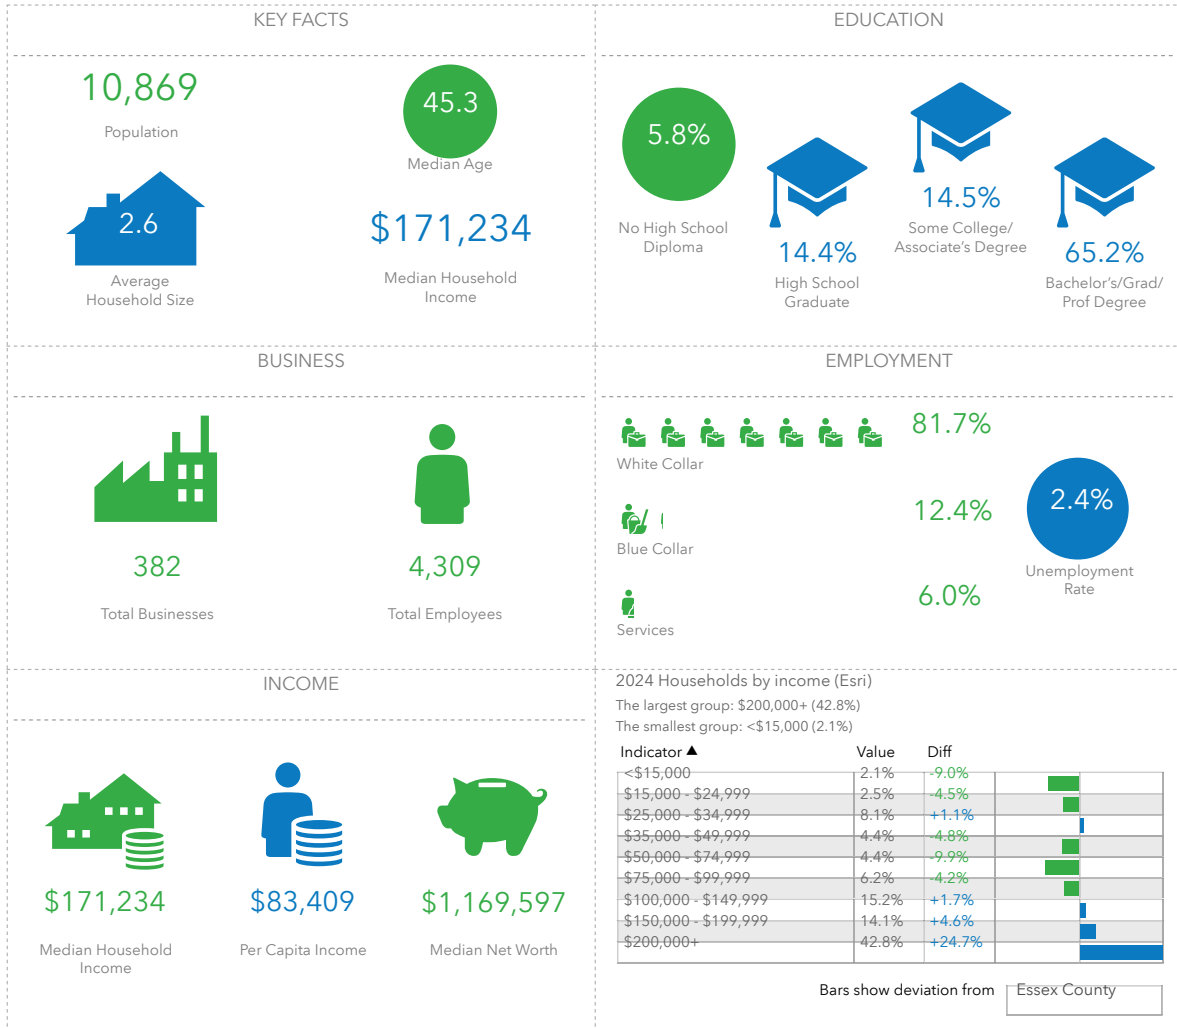 KEY FACTS
10,869
Population
45.3
Median Age
2.6
Average
Household Size
$171,234
Median Household
Income
EDUCATION
5.8%
No High School
Diploma
14.4%
High School
Graduate
14.5%
Some College/
Associate's Degree
65.2%
Bachelor's/Grad/
Prof Degree
BUSINESS
382
Total Businesses
4,309
Total Employees
EMPLOYMENT
81.7%
White Collar
12.4%
Blue Collar
6.0%
Services
2.4%
Unemployment
Rate
INCOME
$171,234
Median Household
Income
$83,409
Per Capita Income
$1,169,597
Median Net Worth
2024 Households by income (Esri)
The largest group: $200,000+ (42.8%)
The smallest group: <$15,000 (2.1%)
Indicator ▲ Value Diff
<$15,000 2.1% -9.0%
$15,000 - $24,999 2.5% -4.5%
$25,000 - $34,999 8.1% +1.1%
$35,000 - $49,999 4.4% -4.8%
$50,000 - $74,999 4.4% -9.9%
$75,000 - $99,999 6.2% -4.2%
$100,000 - $149,999 15.2% +1.7%
$150,000 - $199,999 14.1% +4.6%
$200,000+ 42.8% +24.7%
Bars show deviation from Essex County